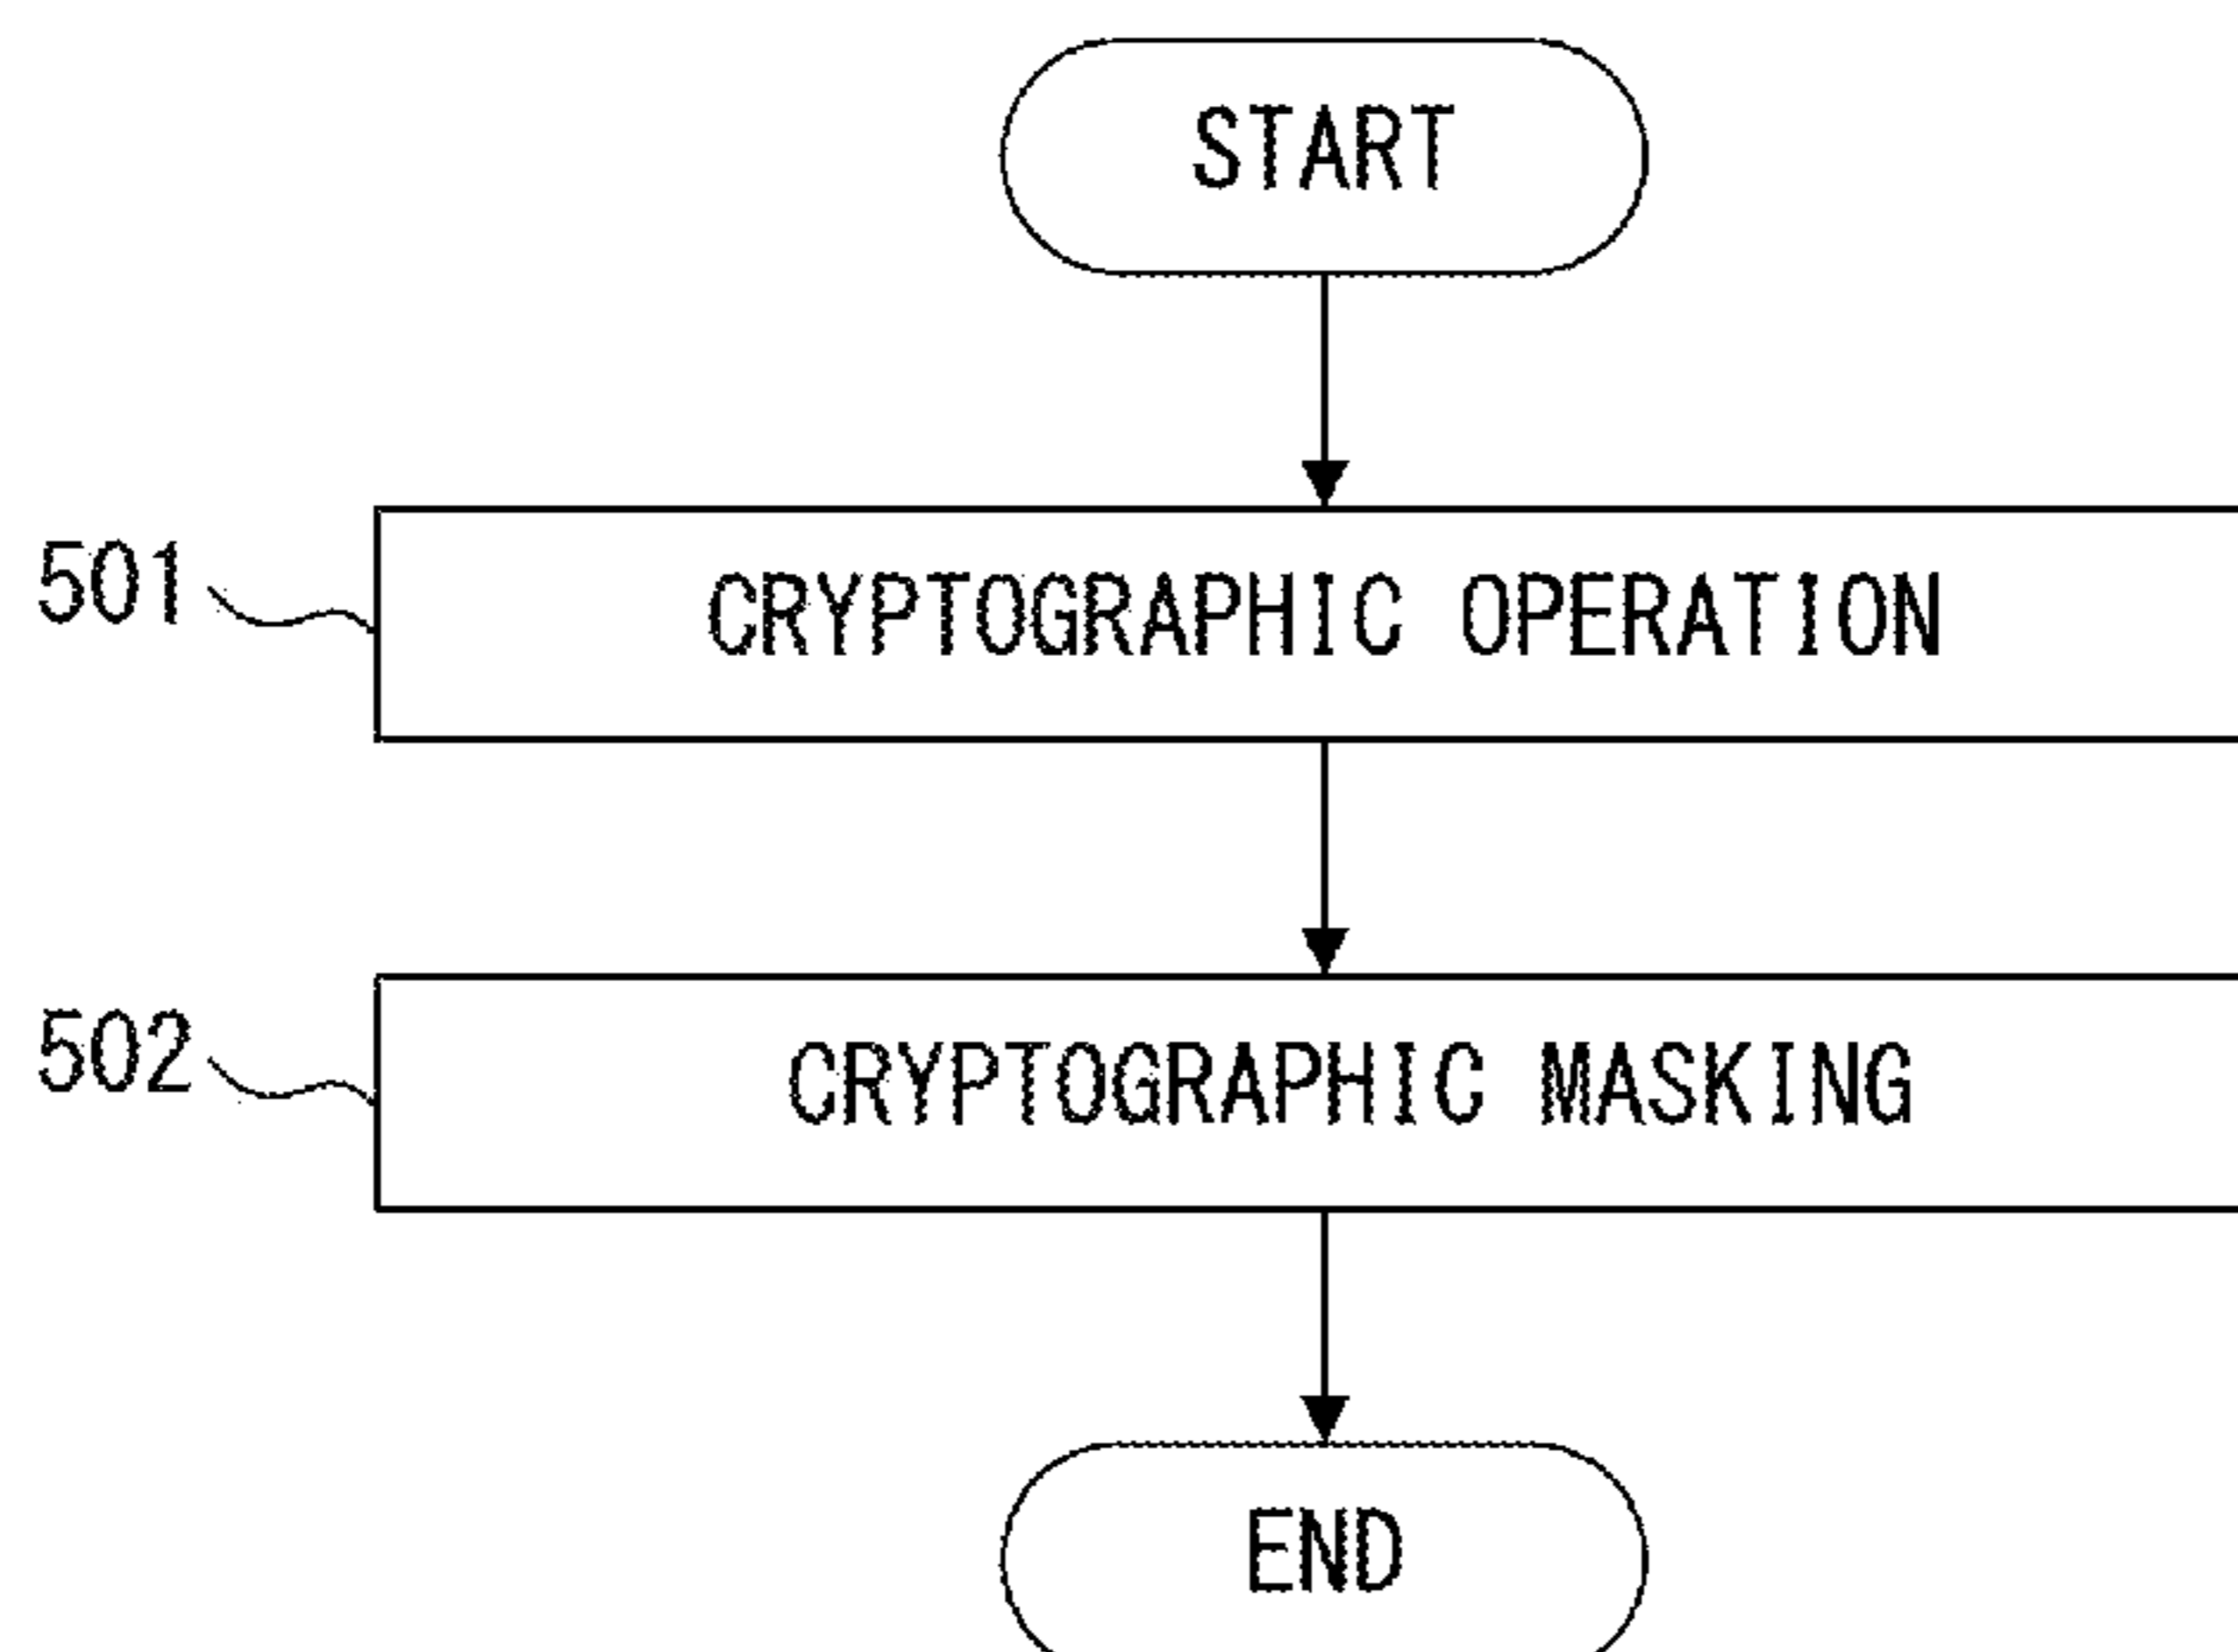 START
501
CRYPTOGRAPHIC OPERATION
502
CRYPTOGRAPHIC MASKING
END